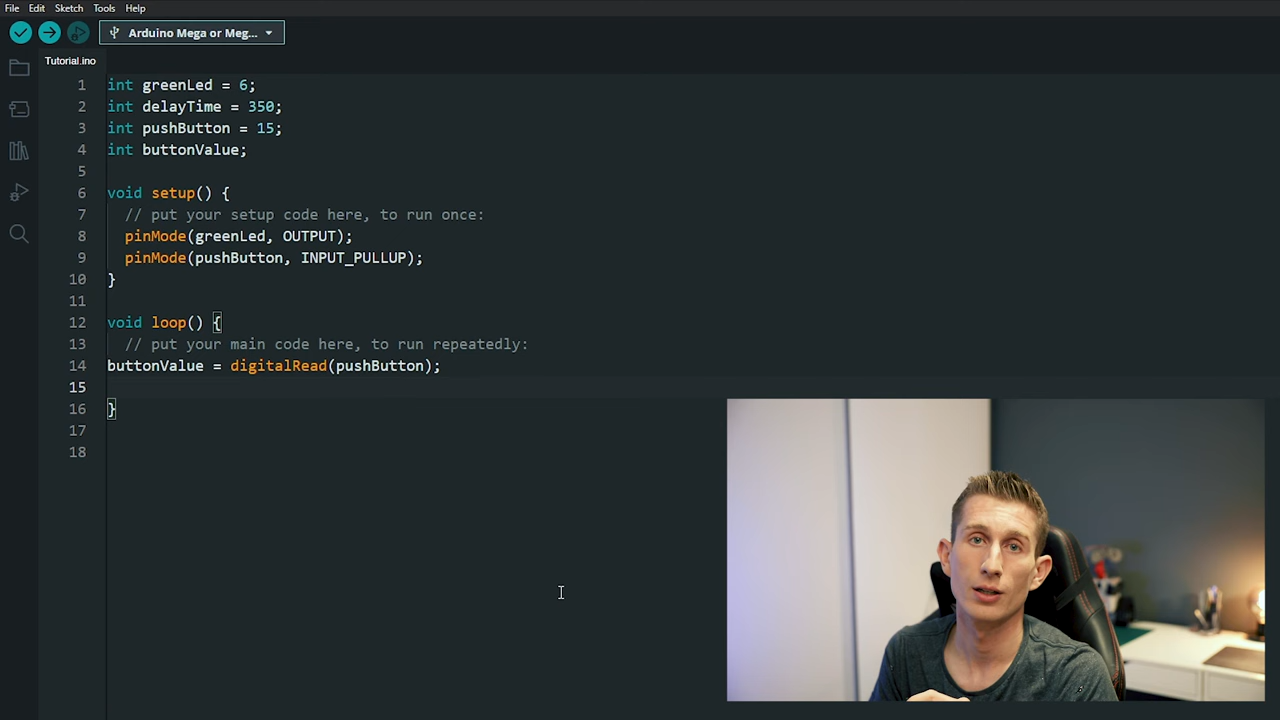 File Edit Sketch Tools Help
Arduino Mega or Meg...
Tutorial.ino
1 int greenLed = 6;
2 int delayTime = 350;
3 int pushButton = 15;
4 int buttonValue;
5
6 void setup() {
7 // put your setup code here, to run once:
8 pinMode(greenLed, OUTPUT);
9 pinMode(pushButton, INPUT_PULLUP);
10 }
11
12 void loop() {
13 // put your main code here, to run repeatedly:
14 buttonValue = digitalRead(pushButton);
15
16 }
17
18